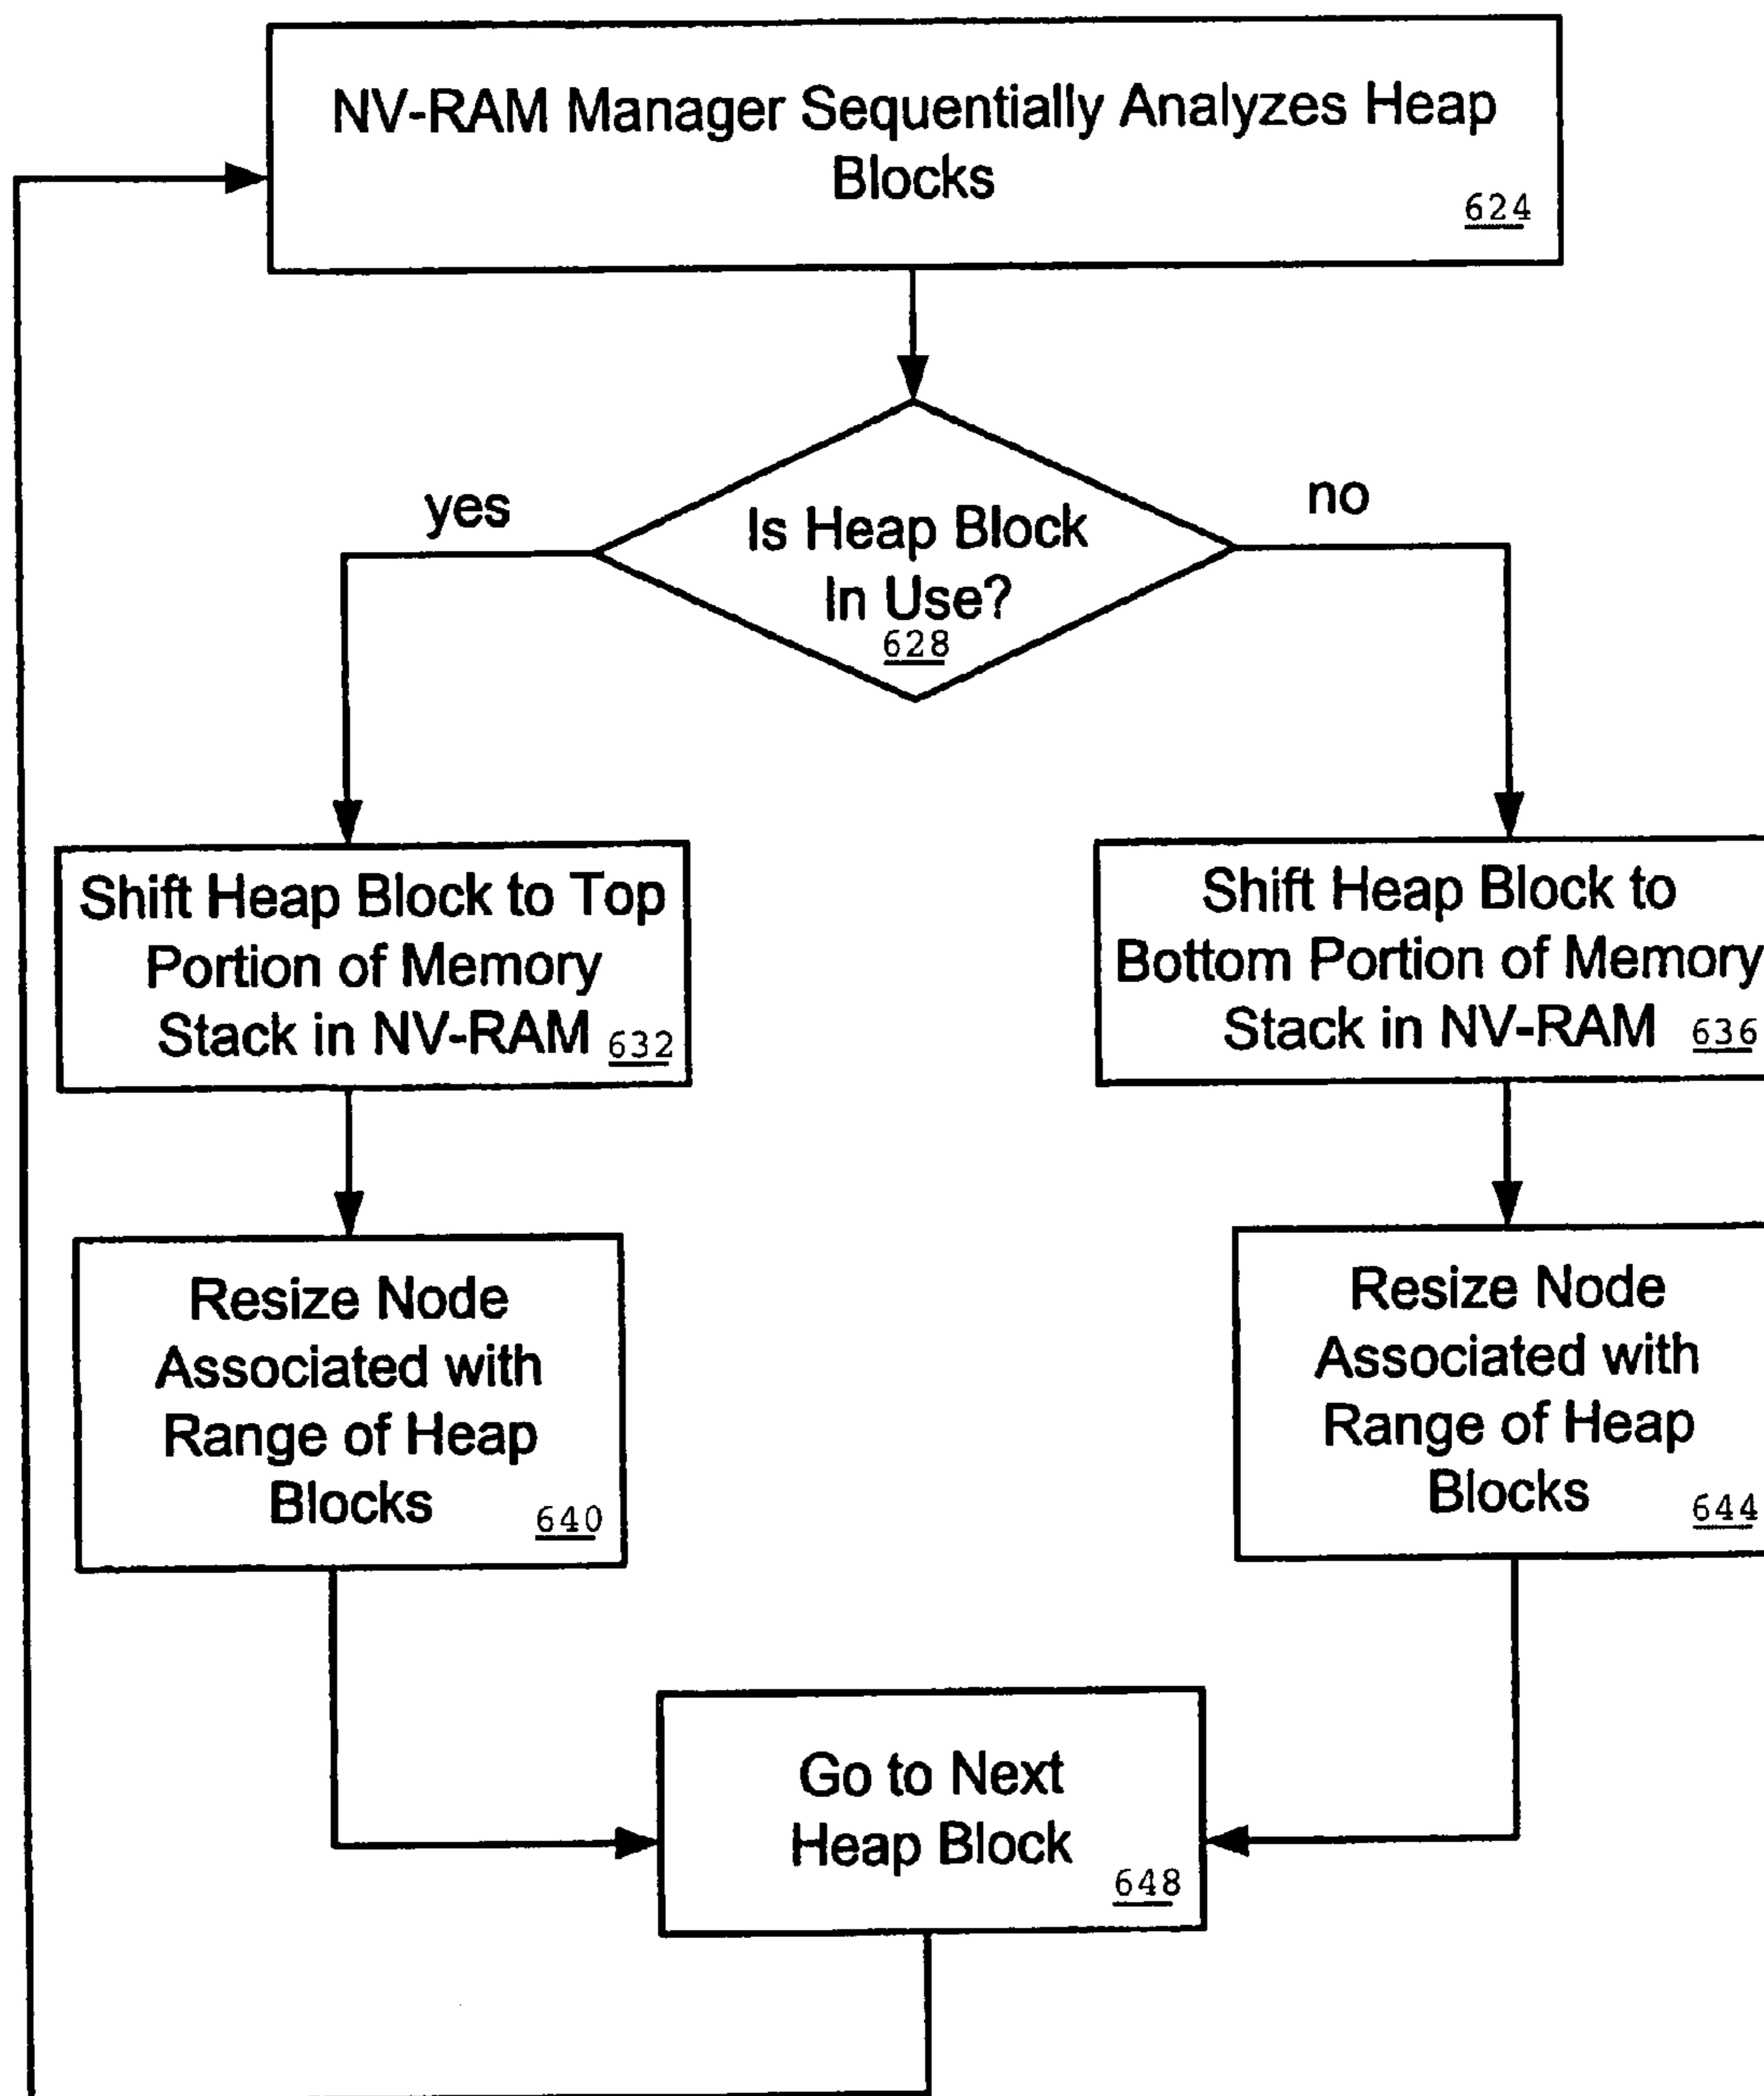 NV-RAM Manager Sequentially Analyzes Heap
Blocks
624
yes
no
Is Heap Block
In Use?
628
Shift Heap Block to Top
Portion of Memory
Stack in NV-RAM 632
Shift Heap Block to
Bottom Portion of Memory
Stack in NV-RAM 636
Resize Node
Associated with
Range of Heap
Blocks 640
Resize Node
Associated with
Range of Heap
Blocks 644
Go to Next
Heap Block
648